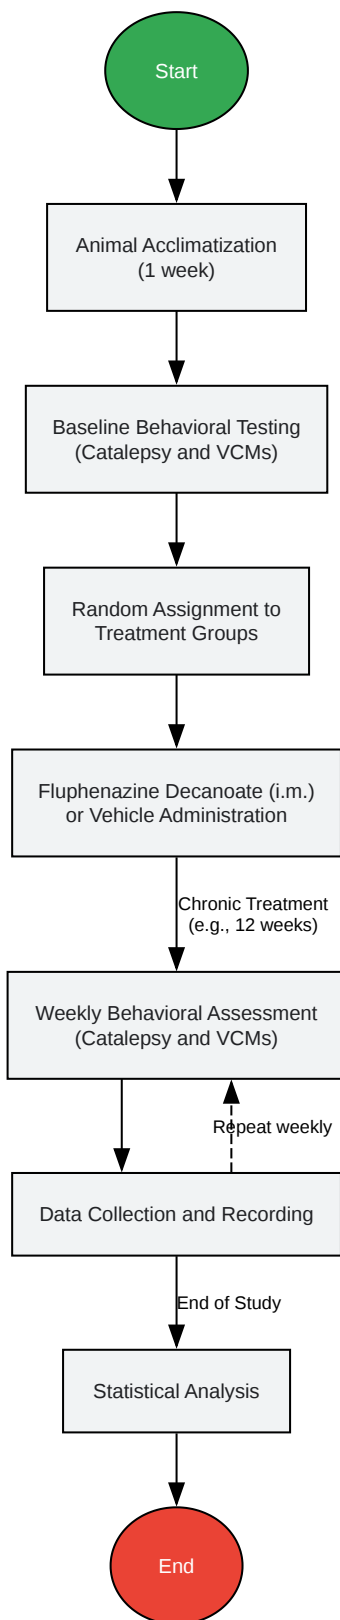 Start
Animal Acclimatization
(1 week)
Baseline Behavioral Testing
(Catalepsy and VCMs)
Random Assignment to
Treatment Groups
Fluphenazine Decanoate (i.m.)
or Vehicle Administration
Chronic Treatment
(e.g., 12 weeks)
Weekly Behavioral Assessment
(Catalepsy and VCMs)
Repeat weekly
Data Collection and Recording
End of Study
Statistical Analysis
End